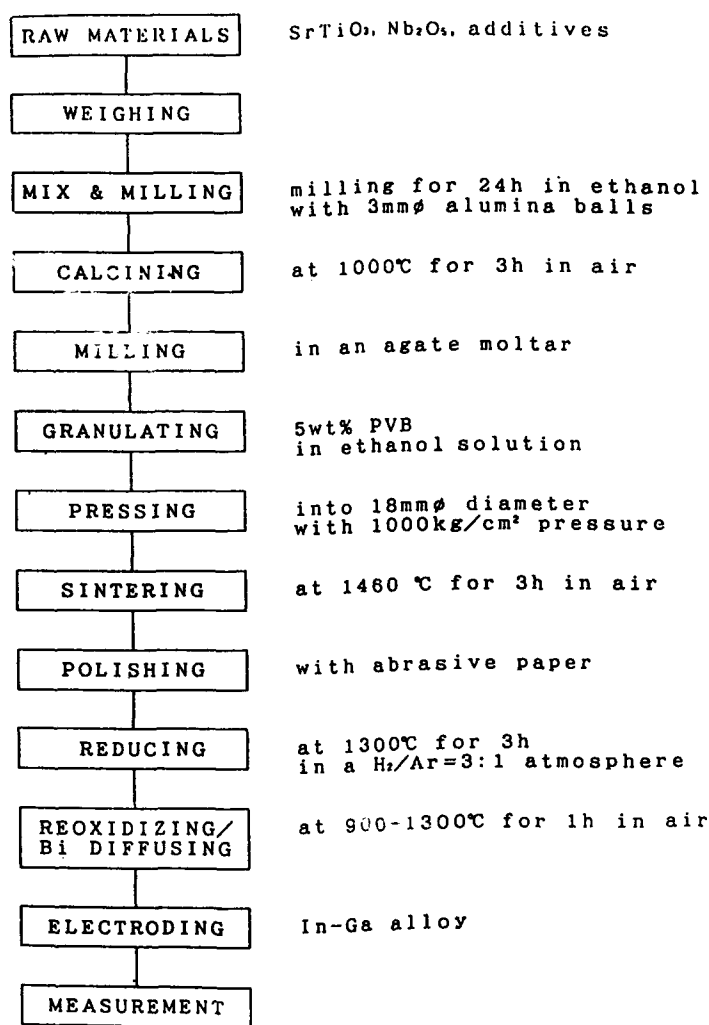 RAW MATERIALS SrTiO₃, Nb₂O₅, additives
WEIGHING
MIX & MILLING milling for 24h in ethanol
with 3mmφ alumina balls
CALCINING at 1000℃ for 3h in air
MILLING in an agate moltar
GRANULATING 5wt% PVB
in ethanol solution
PRESSING into 18mmφ diameter
with 1000kg/cm² pressure
SINTERING at 1460 ℃ for 3h in air
POLISHING with abrasive paper
REDUCING at 1300℃ for 3h
in a H₂/Ar=3:1 atmosphere
REOXIDIZING/ at 900-1300℃ for 1h in air
Bi DIFFUSING
ELECTRODING In-Ga alloy
MEASUREMENT